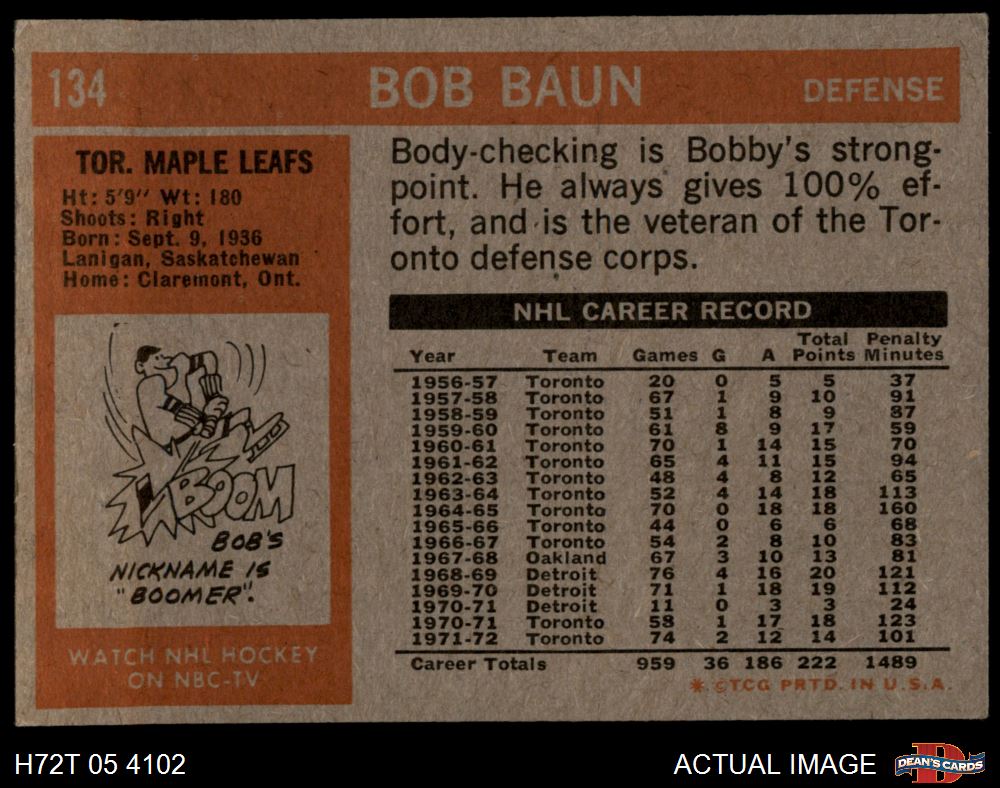 134 BOB BAUN DEFENSE
TOR. MAPLE LEAFS
Ht: 5'9" Wt: 180
Shoots: Right
Born: Sept. 9, 1936
Lanigan, Saskatchewan
Home: Claremont, Ont.
KABOOM
BOB'S
NICKNAME IS
"BOOMER".
WATCH NHL HOCKEY
ON NBC-TV
Body-checking is Bobby's strong-
point. He always gives 100% ef-
fort, and is the veteran of the Tor-
onto defense corps.
NHL CAREER RECORD
Year Team Games G A Total Points Penalty Minutes
1956-57 Toronto 20 0 5 5 37
1957-58 Toronto 67 1 9 10 91
1958-59 Toronto 51 1 8 9 87
1959-60 Toronto 61 8 9 17 59
1960-61 Toronto 70 1 14 15 70
1961-62 Toronto 65 4 11 15 94
1962-63 Toronto 48 4 8 12 65
1963-64 Toronto 52 4 14 18 113
1964-65 Toronto 70 0 18 18 160
1965-66 Toronto 44 0 6 6 68
1966-67 Toronto 54 2 8 10 83
1967-68 Oakland 67 3 10 13 81
1968-69 Detroit 76 4 16 20 121
1969-70 Detroit 71 1 18 19 112
1970-71 Detroit 11 0 3 3 24
1970-71 Toronto 58 1 17 18 123
1971-72 Toronto 74 2 12 14 101
Career Totals 959 36 186 222 1489
* ©TCG PRTD. IN U.S.A.
H72T 05 4102
ACTUAL IMAGE
D DEAN'S CARDS